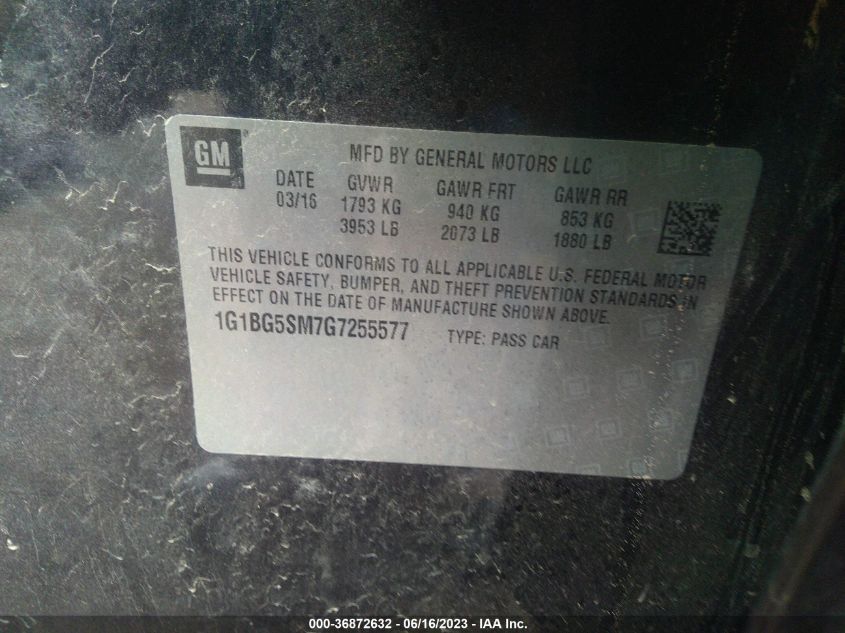 GM
MFD BY GENERAL MOTORS LLC
DATE GVWR GAWR FRT GAWR RR
03/16 1793 KG 940 KG 853 KG
3953 LB 2073 LB 1880 LB
THIS VEHICLE CONFORMS TO ALL APPLICABLE U.S. FEDERAL MOTOR
VEHICLE SAFETY, BUMPER, AND THEFT PREVENTION STANDARDS IN
EFFECT ON THE DATE OF MANUFACTURE SHOWN ABOVE.
1G1BG5SM7G7255577 TYPE: PASS CAR
000-36872632 - 06/16/2023 - IAA Inc.